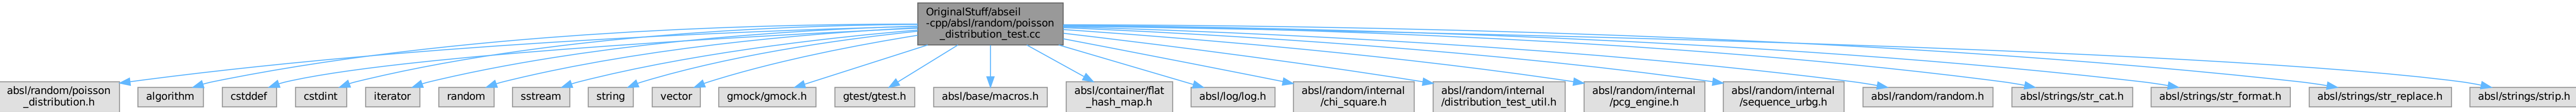 OriginalStuff/abseil
-cpp/absl/random/poisson
_distribution_test.cc
absl/random/poisson
_distribution.h
algorithm
cstddef
cstdint
iterator
random
sstream
string
vector
gmock/gmock.h
gtest/gtest.h
absl/base/macros.h
absl/container/flat
_hash_map.h
absl/log/log.h
absl/random/internal
/chi_square.h
absl/random/internal
/distribution_test_util.h
absl/random/internal
/pcg_engine.h
absl/random/internal
/sequence_urbg.h
absl/random/random.h
absl/strings/str_cat.h
absl/strings/str_format.h
absl/strings/str_replace.h
absl/strings/strip.h